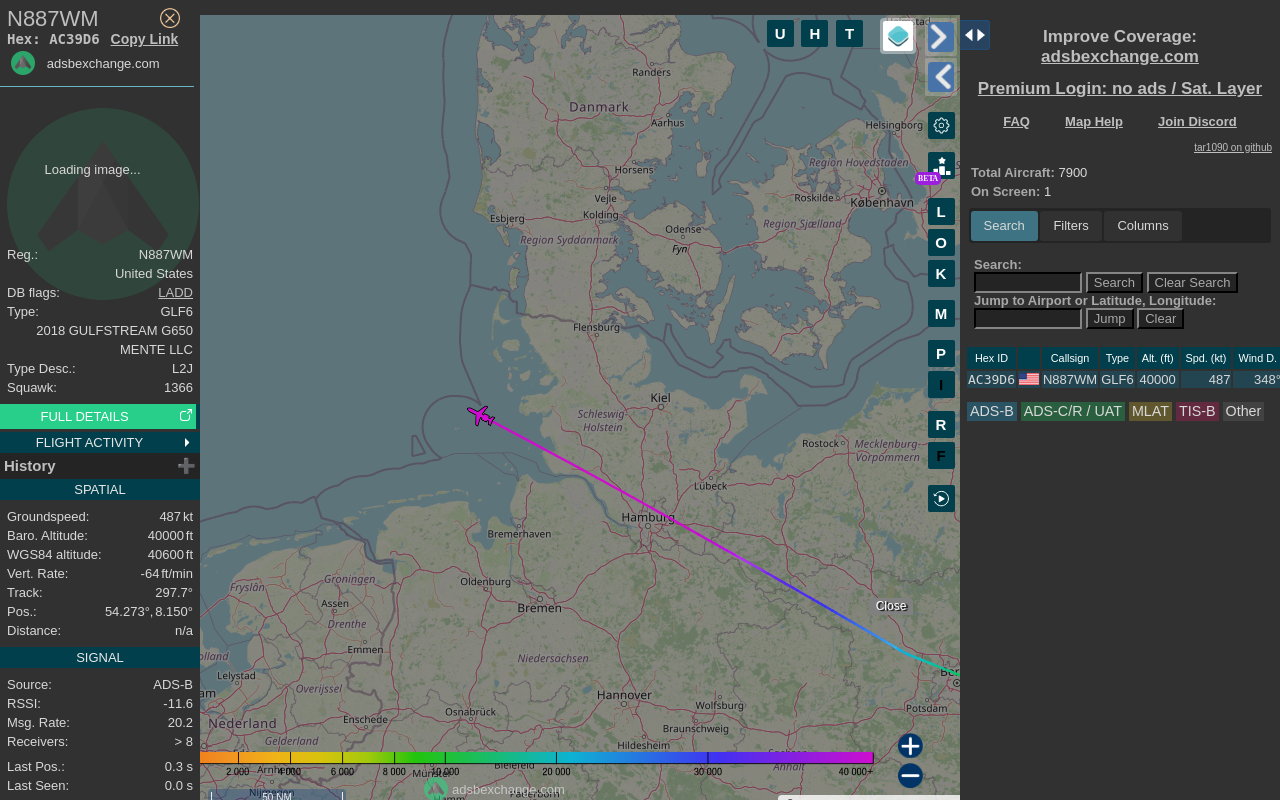 N887WM
Hex: AC39D6 Copy Link
adsbexchange.com
Loading image...
Reg.: N887WM
United States
DB flags: LADD
Type: GLF6
2018 GULFSTREAM G650
MENTE LLC
Type Desc.: L2J
Squawk: 1366
FULL DETAILS
FLIGHT ACTIVITY
History
SPATIAL
Groundspeed: 487 kt
Baro. Altitude: 40000 ft
WGS84 altitude: 40600 ft
Vert. Rate: -64 ft/min
Track: 297.7°
Pos.: 54.273°, 8.150°
Distance: n/a
SIGNAL
Source: ADS-B
RSSI: -11.6
Msg. Rate: 20.2
Receivers: > 8
Last Pos.: 0.3 s
Last Seen: 0.0 s
U H T
Randers
Danmark
Aarhus
Helsingborg
Horsens
Region Hovedstaden
BETA
Vejle
Roskilde
København
Esbjerg
Kolding
Region Sjælland
Odense
Fyn
Region Syddanmark
L
O
K
M
P
I
R
F
Flensburg
Kiel
Schleswig-
Holstein
Rostock
Mecklenburg-
Vorpommern
Lübeck
Hamburg
Bremerhaven
Groningen
Fryslân
Oldenburg
Assen
Bremen
Drenthe
Close
Emmen
Niedersachsen
Lelystad
Overijssel
Hannover
Wolfsburg
Potsdam
Osnabrück
Enschede
Nederland
Braunschweig
Gelderland
Hildesheim
Anhalt
2 000 4 000 6 000 8 000 10 000 20 000 30 000 40 000+
Arnhem
Münster
Bielefeld
Paderborn
adsbexchange.com
50 NM
Improve Coverage:
adsbexchange.com
Premium Login: no ads / Sat. Layer
FAQ Map Help Join Discord
tar1090 on github
Total Aircraft: 7900
On Screen: 1
Search Filters Columns
Search:
Search Clear Search
Jump to Airport or Latitude, Longitude:
Jump Clear
Hex ID Callsign Type Alt. (ft) Spd. (kt) Wind D.
AC39D6 N887WM GLF6 40000 487 348°
ADS-B ADS-C/R / UAT MLAT TIS-B Other